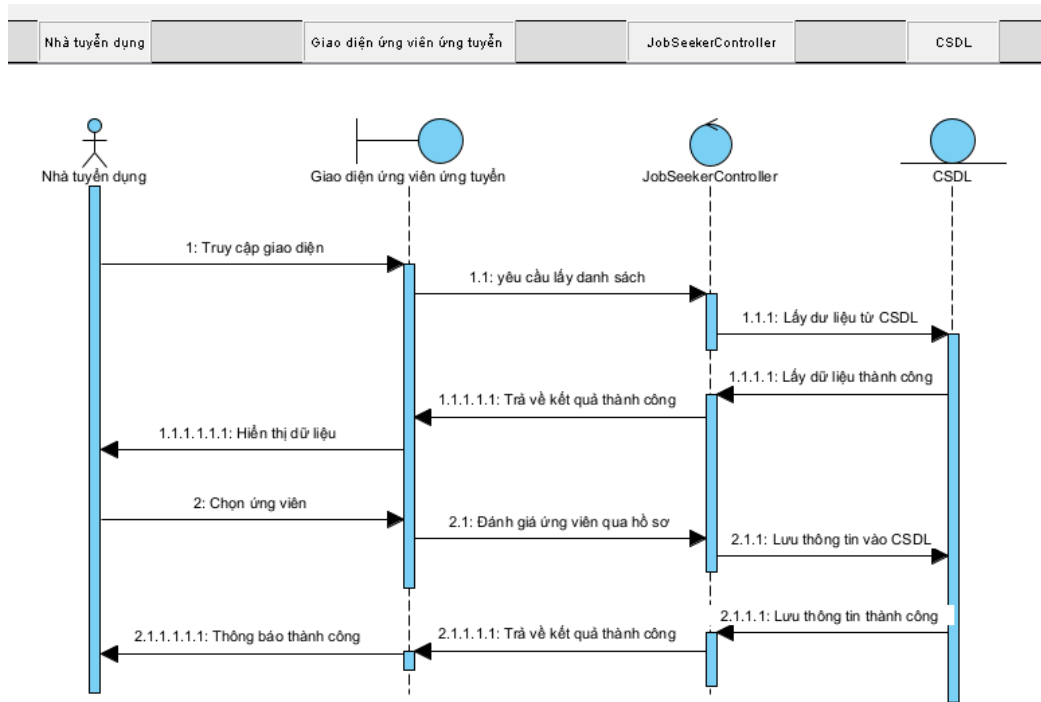 Nhà tuyển dụng
Giao diện ứng viên ứng tuyển
JobSeekerController
CSDL
Nhà tuyển dụng
Giao diện ứng viên ứng tuyển
JobSeekerController
CSDL
1: Truy cập giao diện
1.1: yêu cầu lấy danh sách
1.1.1: Lấy dư liệu từ CSDL
1.1.1.1: Lấy dữ liệu thành công
1.1.1.1.1: Trả về kết quả thành công
1.1.1.1.1.1: Hiển thị dữ liệu
2: Chọn ứng viên
2.1: Đánh giá ứng viên qua hồ sơ
2.1.1: Lưu thông tin vào CSDL
2.1.1.1: Lưu thông tin thành công
2.1.1.1.1: Trả về kết quả thành công
2.1.1.1.1.1: Thông báo thành công